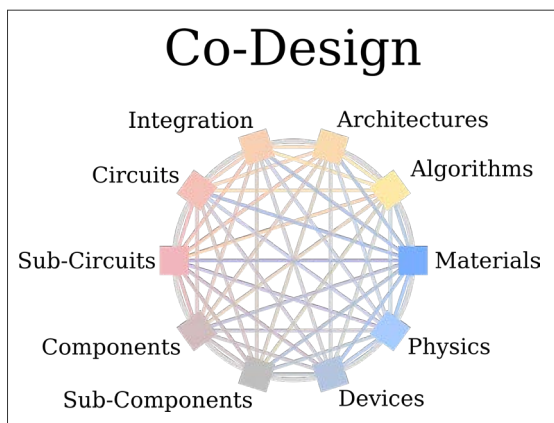 Co-Design
Integration
Architectures
Circuits
Algorithms
Sub-Circuits
Materials
Components
Physics
Sub-Components
Devices